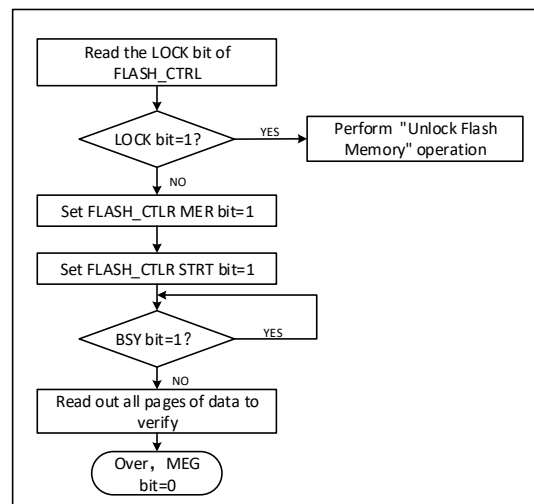 Read the LOCK bit of
FLASH_CTRL
LOCK bit=1?
YES
Perform "Unlock Flash
Memory" operation
NO
Set FLASH_CTLR MER bit=1
Set FLASH_CTLR STRT bit=1
BSY bit=1?
YES
NO
Read out all pages of data to
verify
Over，MEG
bit=0